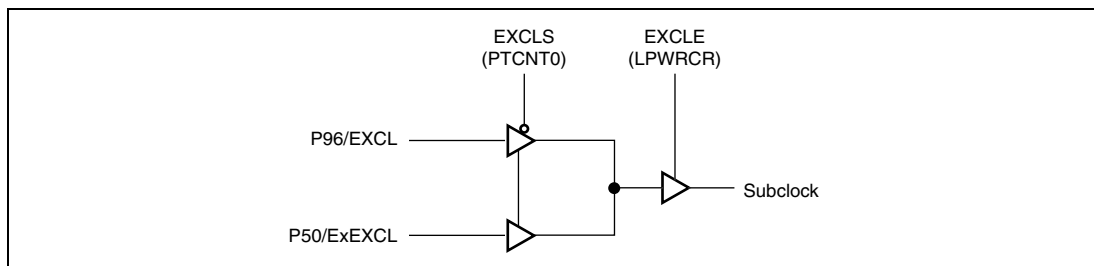 EXCLS
(PTCNT0)
EXCLE
(LPWRCR)
P96/EXCL
Subclock
P50/ExEXCL